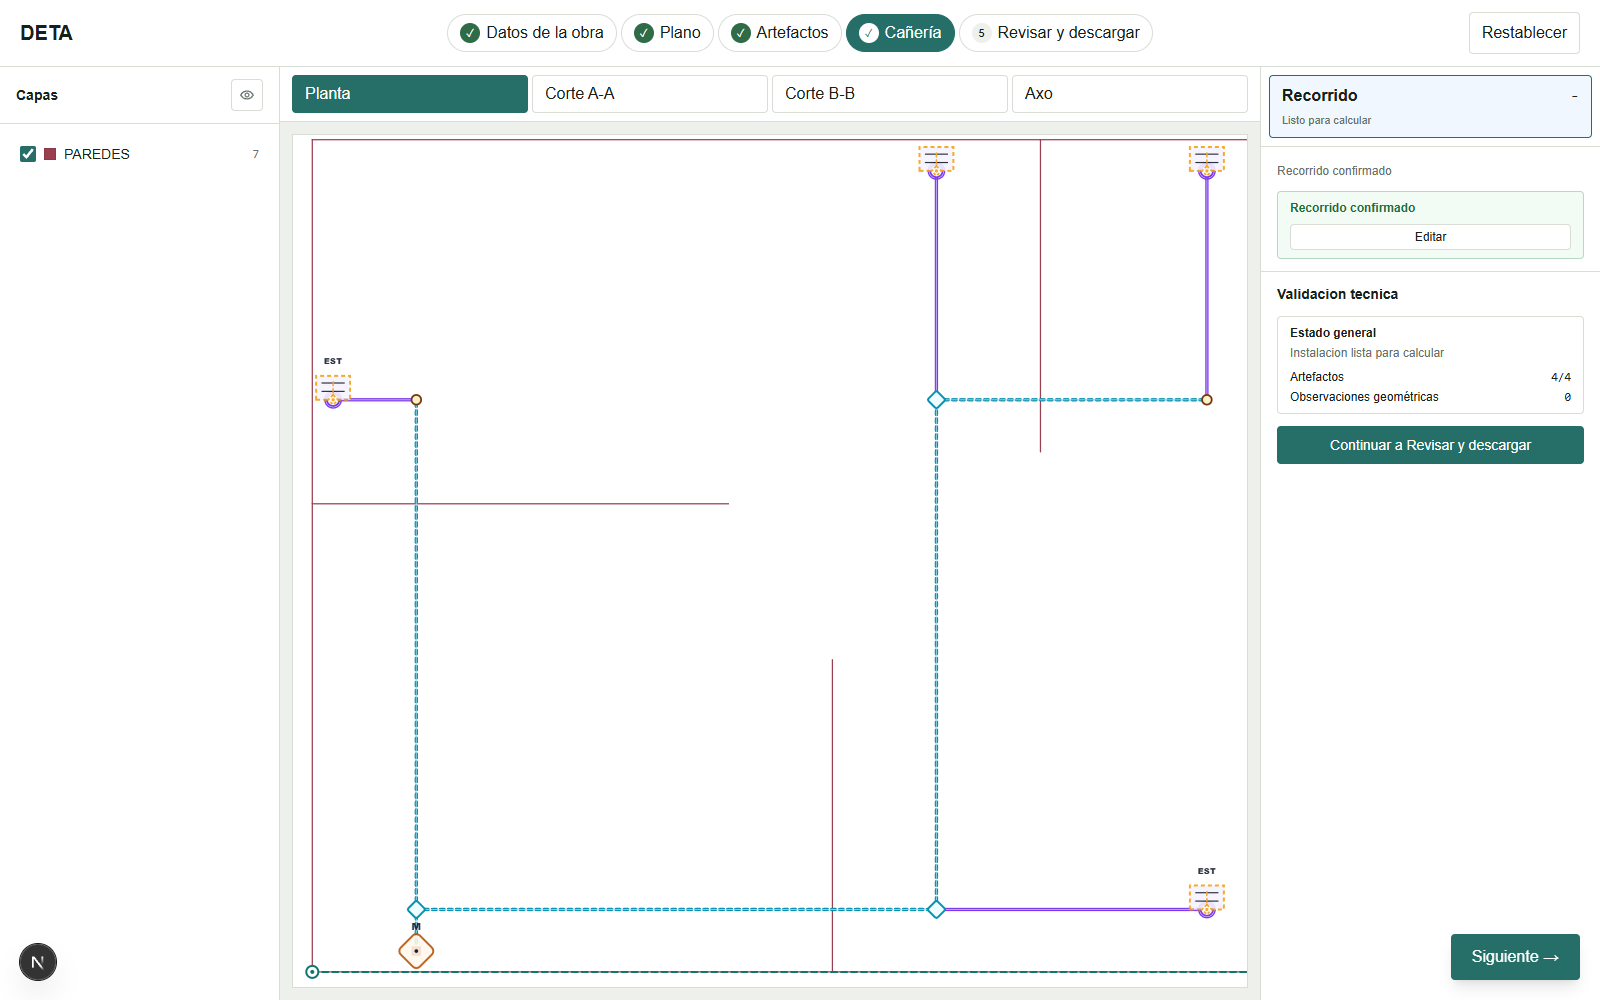 DETA
✓ Datos de la obra
✓ Plano
✓ Artefactos
✓ Cañería
5 Revisar y descargar
Restablecer
Capas
PAREDES 7
Planta
Corte A-A
Corte B-B
Axo
EST
EST
M
Recorrido -
Listo para calcular
Recorrido confirmado
Recorrido confirmado
Editar
Validacion tecnica
Estado general
Instalacion lista para calcular
Artefactos 4/4
Observaciones geométricas 0
Continuar a Revisar y descargar
N
Siguiente →